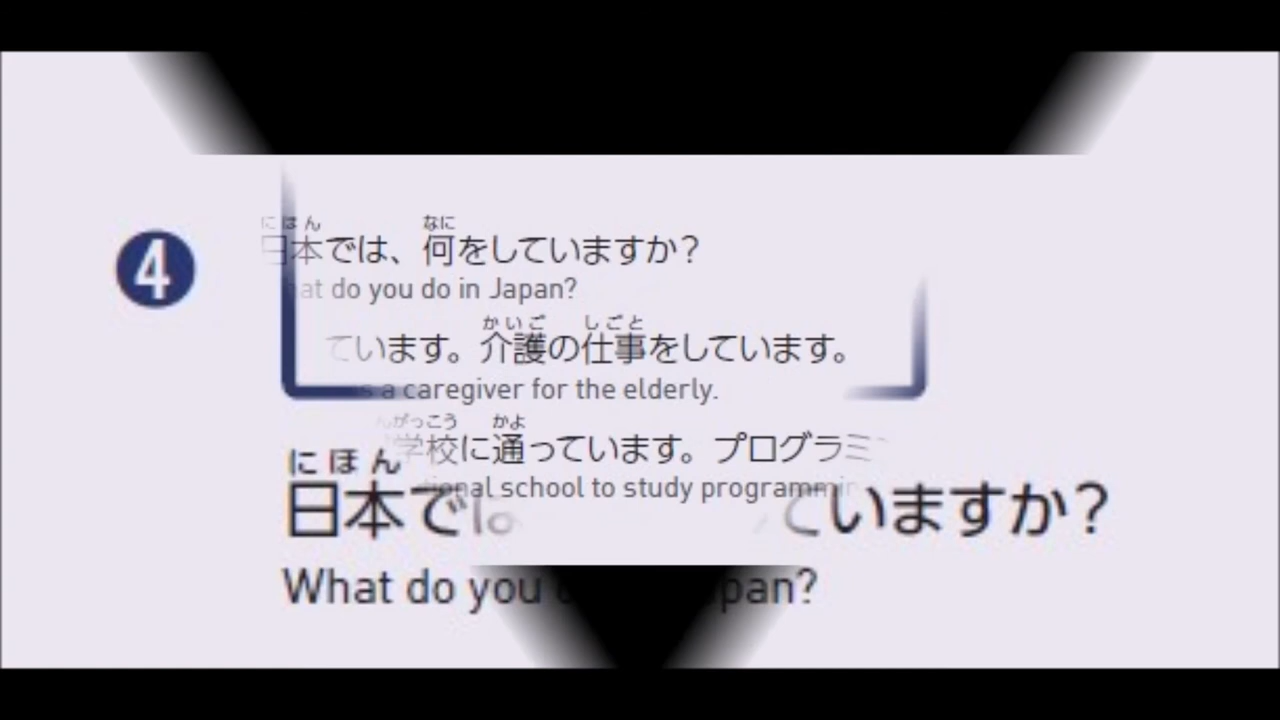 4
にほん なに
日本では、何をしていますか？
do you do in Japan?
かいご しごと
ています。介護の仕事をしています。
a caregiver for the elderly.
がっこう かよ
学校に通っています。プログラミ
school to study programmin
にほん
日本では ていますか？
What do you Japan?